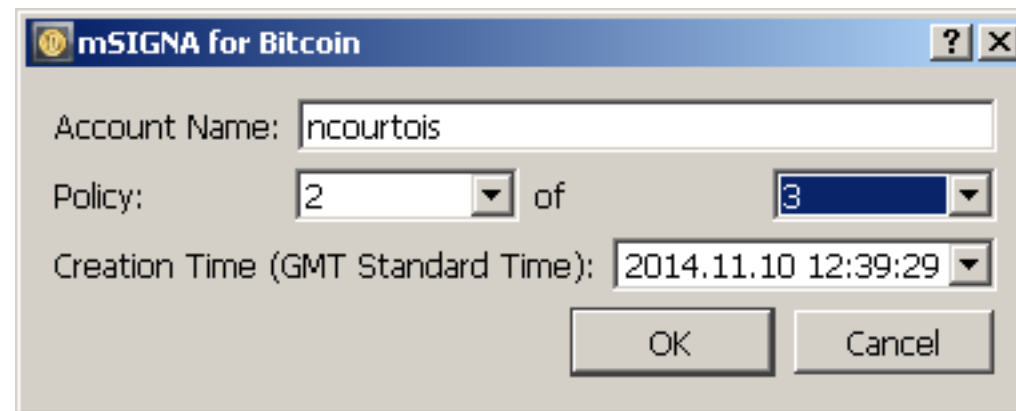 mSIGNA for Bitcoin
Account Name: ncourtois
Policy: 2 of 3
Creation Time (GMT Standard Time): 2014.11.10 12:39:29
OK Cancel